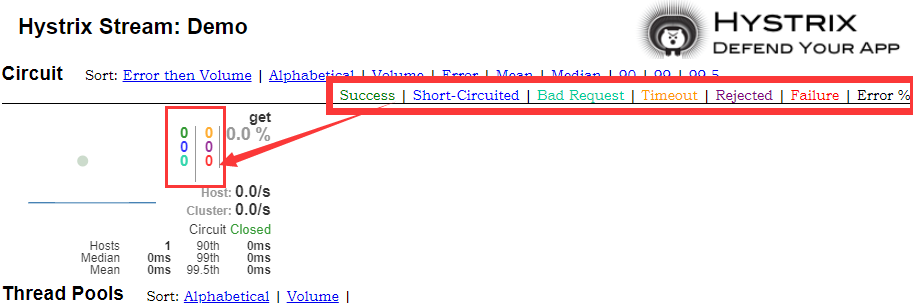 Hystrix Stream: Demo
HYSTRIX
DEFEND YOUR APP
Circuit Sort: Error then Volume | Alphabetical | Volume | Error | Mean | Median | 90 | 99 | 99.5
Success | Short-Circuited | Bad Request | Timeout | Rejected | Failure | Error %
get
0 | 0 0.0 %
0 | 0
0 | 0
Host: 0.0/s
Cluster: 0.0/s
Circuit Closed
Hosts 1 90th 0ms
Median 0ms 99th 0ms
Mean 0ms 99.5th 0ms
Thread Pools Sort: Alphabetical | Volume |